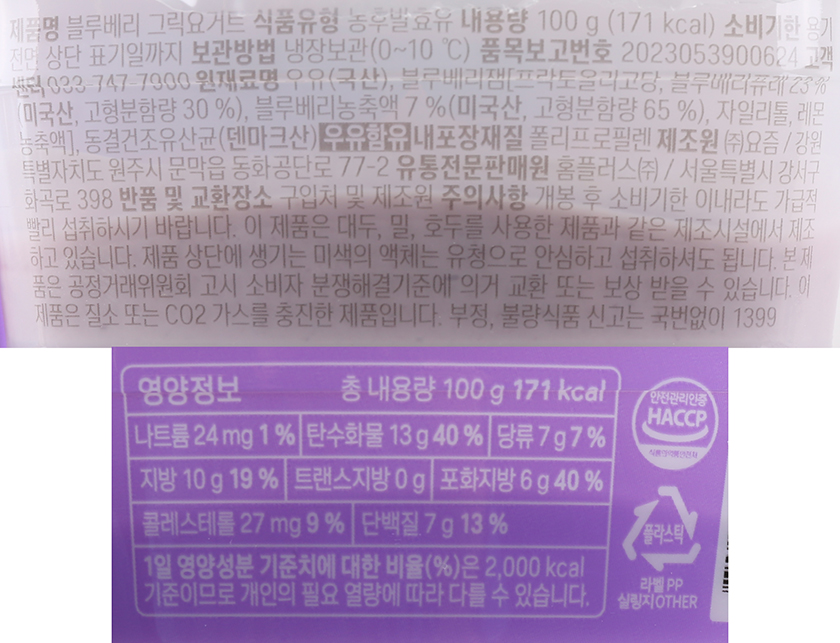 제품명 블루베리 그릭요거트 식품유형 농후발효유 내용량 100 g (171 kcal) 소비기한 용기
전면 상단 표기일까지 보관방법 냉장보관(0~10 ℃) 품목보고번호 2023053900624 고객
센터 033-747-7900 원재료명 우유(국산), 블루베리잼[프락토올리고당, 블루베리퓨레 23 %
(미국산, 고형분함량 30 %), 블루베리농축액 7 %(미국산, 고형분함량 65 %), 자일리톨, 레몬
농축액], 동결건조유산균(덴마크산) 우유함유 내포장재질 폴리프로필렌 제조원 ㈜요즘 / 강원
특별자치도 원주시 문막읍 동화공단로 77-2 유통전문판매원 홈플러스㈜ / 서울특별시 강서구
화곡로 398 반품 및 교환장소 구입처 및 제조원 주의사항 개봉 후 소비기한 이내라도 가급적
빨리 섭취하시기 바랍니다. 이 제품은 대두, 밀, 호두를 사용한 제품과 같은 제조시설에서 제조
하고 있습니다. 제품 상단에 생기는 미색의 액체는 유청으로 안심하고 섭취하셔도 됩니다. 본 제
품은 공정거래위원회 고시 소비자 분쟁해결기준에 의거 교환 또는 보상 받을 수 있습니다. 이
제품은 질소 또는 CO2 가스를 충진한 제품입니다. 부정, 불량식품 신고는 국번없이 1399
영양정보 총 내용량 100 g 171 kcal
나트륨 24 mg 1 % 탄수화물 13 g 40 % 당류 7 g 7 %
지방 10 g 19 % 트랜스지방 0 g 포화지방 6 g 40 %
콜레스테롤 27 mg 9 % 단백질 7 g 13 %
1일 영양성분 기준치에 대한 비율(%)은 2,000 kcal
기준이므로 개인의 필요 열량에 따라 다를 수 있습니다.
안전관리인증
HACCP
식품의약품안전처
플라스틱
라벨 PP
실링지 OTHER